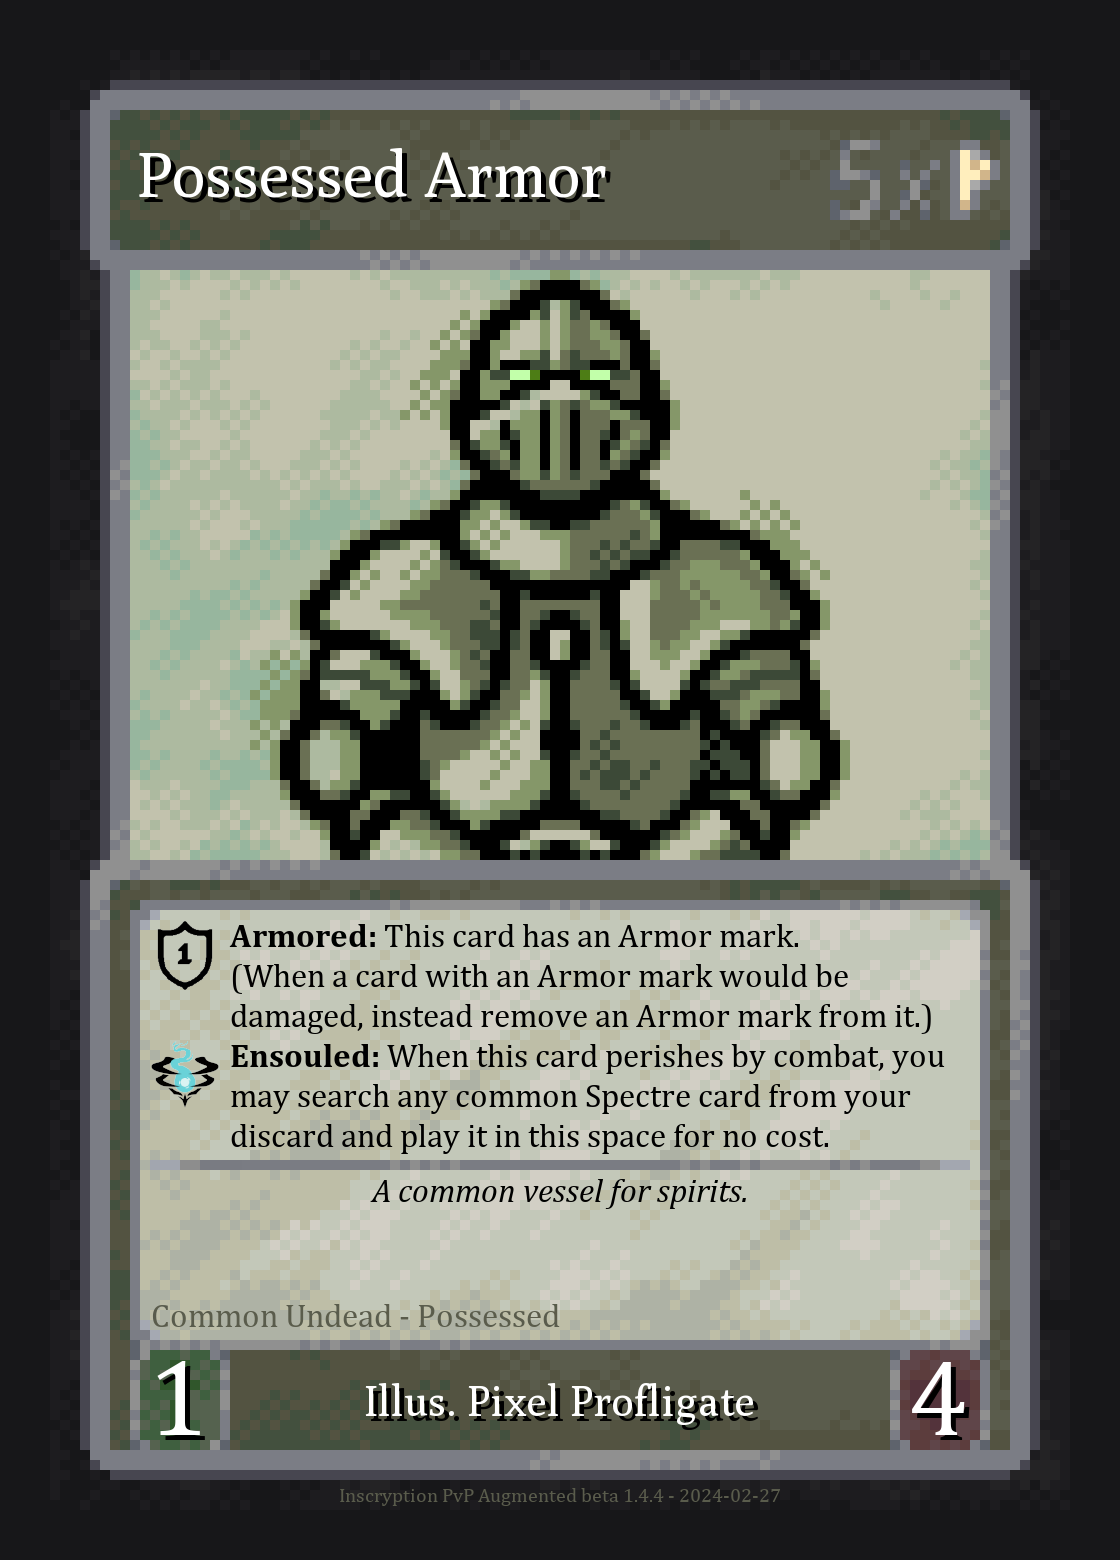 Possessed Armor
5x
1
Armored: This card has an Armor mark.
(When a card with an Armor mark would be
damaged, instead remove an Armor mark from it.)
Ensouled: When this card perishes by combat, you
may search any common Spectre card from your
discard and play it in this space for no cost.
A common vessel for spirits.
Common Undead - Possessed
1
Illus. Pixel Profligate
4
Inscryption PvP Augmented beta 1.4.4 - 2024-02-27